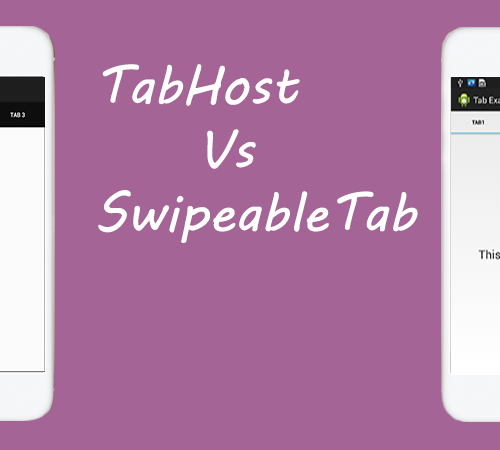 TabHost
Vs
SwipeableTab
TAB 3
Tab Exa
TAB1
This